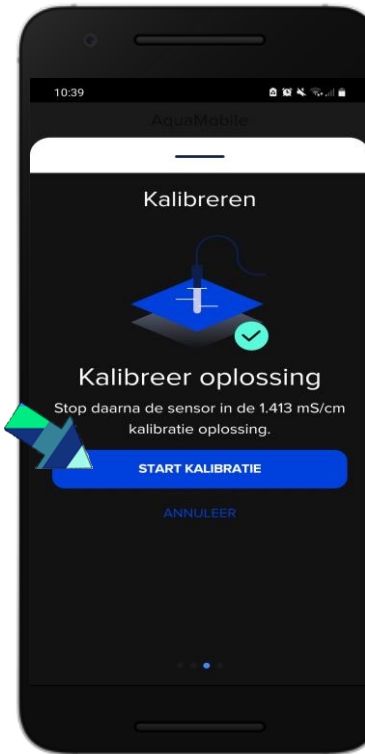 10:39
AquaMobile
Kalibreren
Kalibreer oplossing
Stop daarna de sensor in de 1.413 mS/cm
kalibratie oplossing.
START KALIBRATIE
ANNULEER